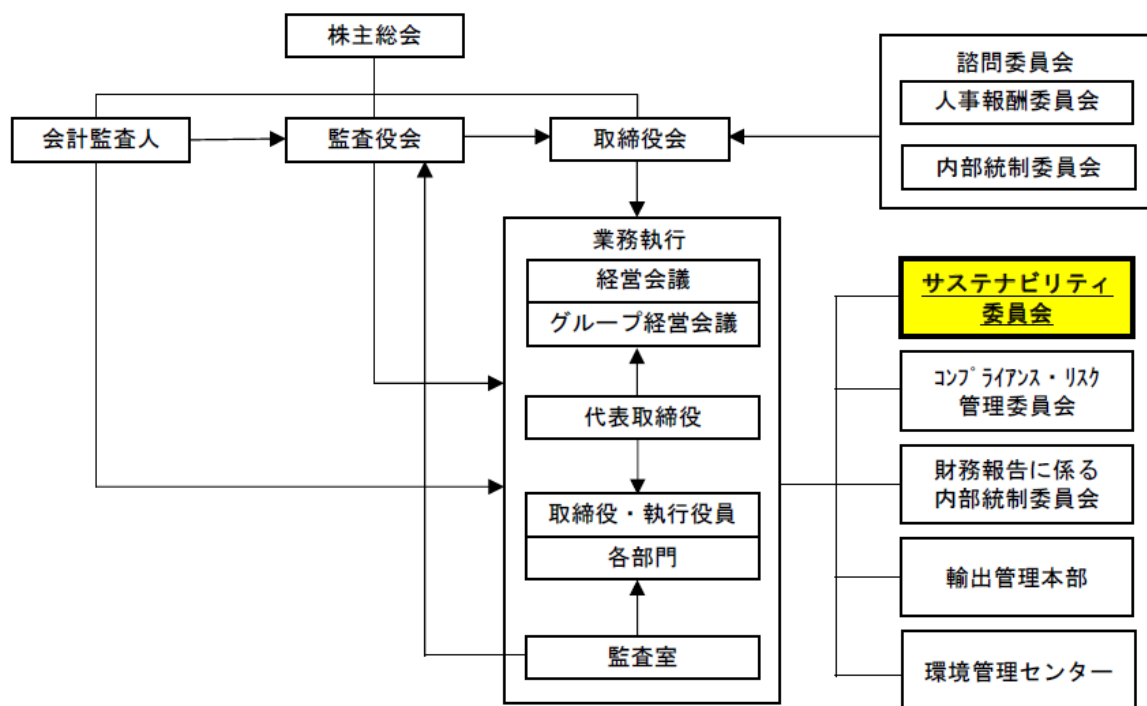 株主総会
会計監査人
監査役会
取締役会
諮問委員会
人事報酬委員会
内部統制委員会
業務執行
経営会議
グループ経営会議
代表取締役
取締役・執行役員
各部門
監査室
サステナビリティ
委員会
ｺﾝﾌﾟﾗｲｱﾝｽ・ﾘｽｸ
管理委員会
財務報告に係る
内部統制委員会
輸出管理本部
環境管理センター